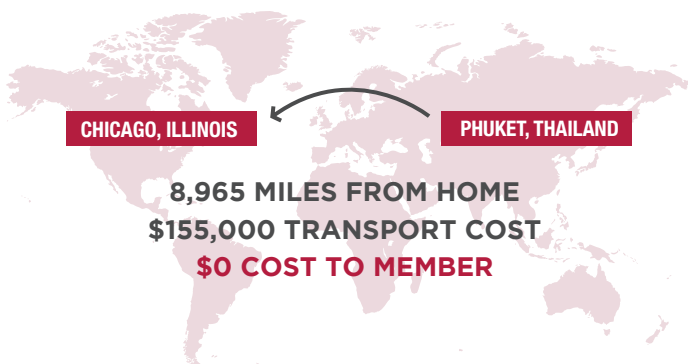 CHICAGO, ILLINOIS
PHUKET, THAILAND
8,965 MILES FROM HOME
$155,000 TRANSPORT COST
$0 COST TO MEMBER